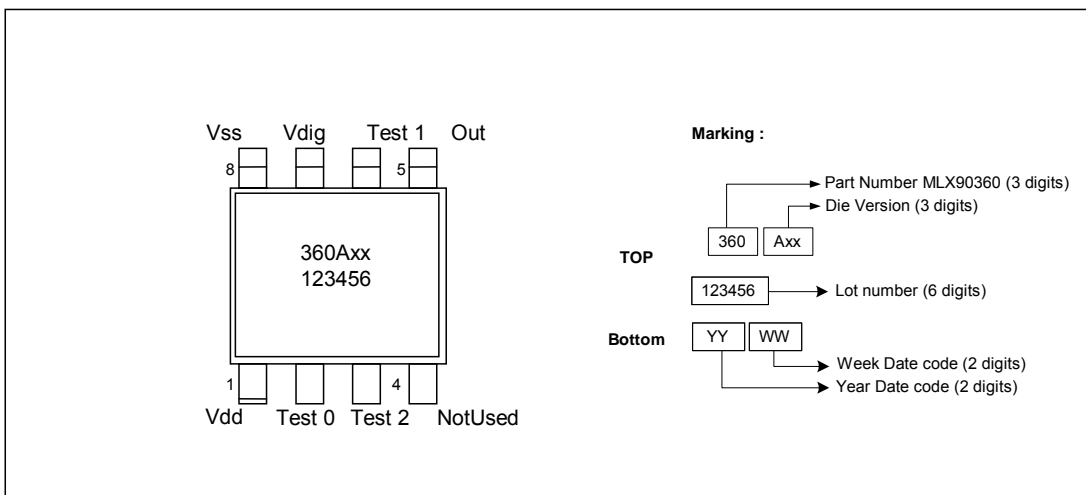 Vss Vdig Test 1 Out
8 5
360Axx
123456
1 4
Vdd Test 0 Test 2 NotUsed
Marking :
Part Number MLX90360 (3 digits)
Die Version (3 digits)
360 Axx
TOP
123456 Lot number (6 digits)
Bottom YY WW
Week Date code (2 digits)
Year Date code (2 digits)